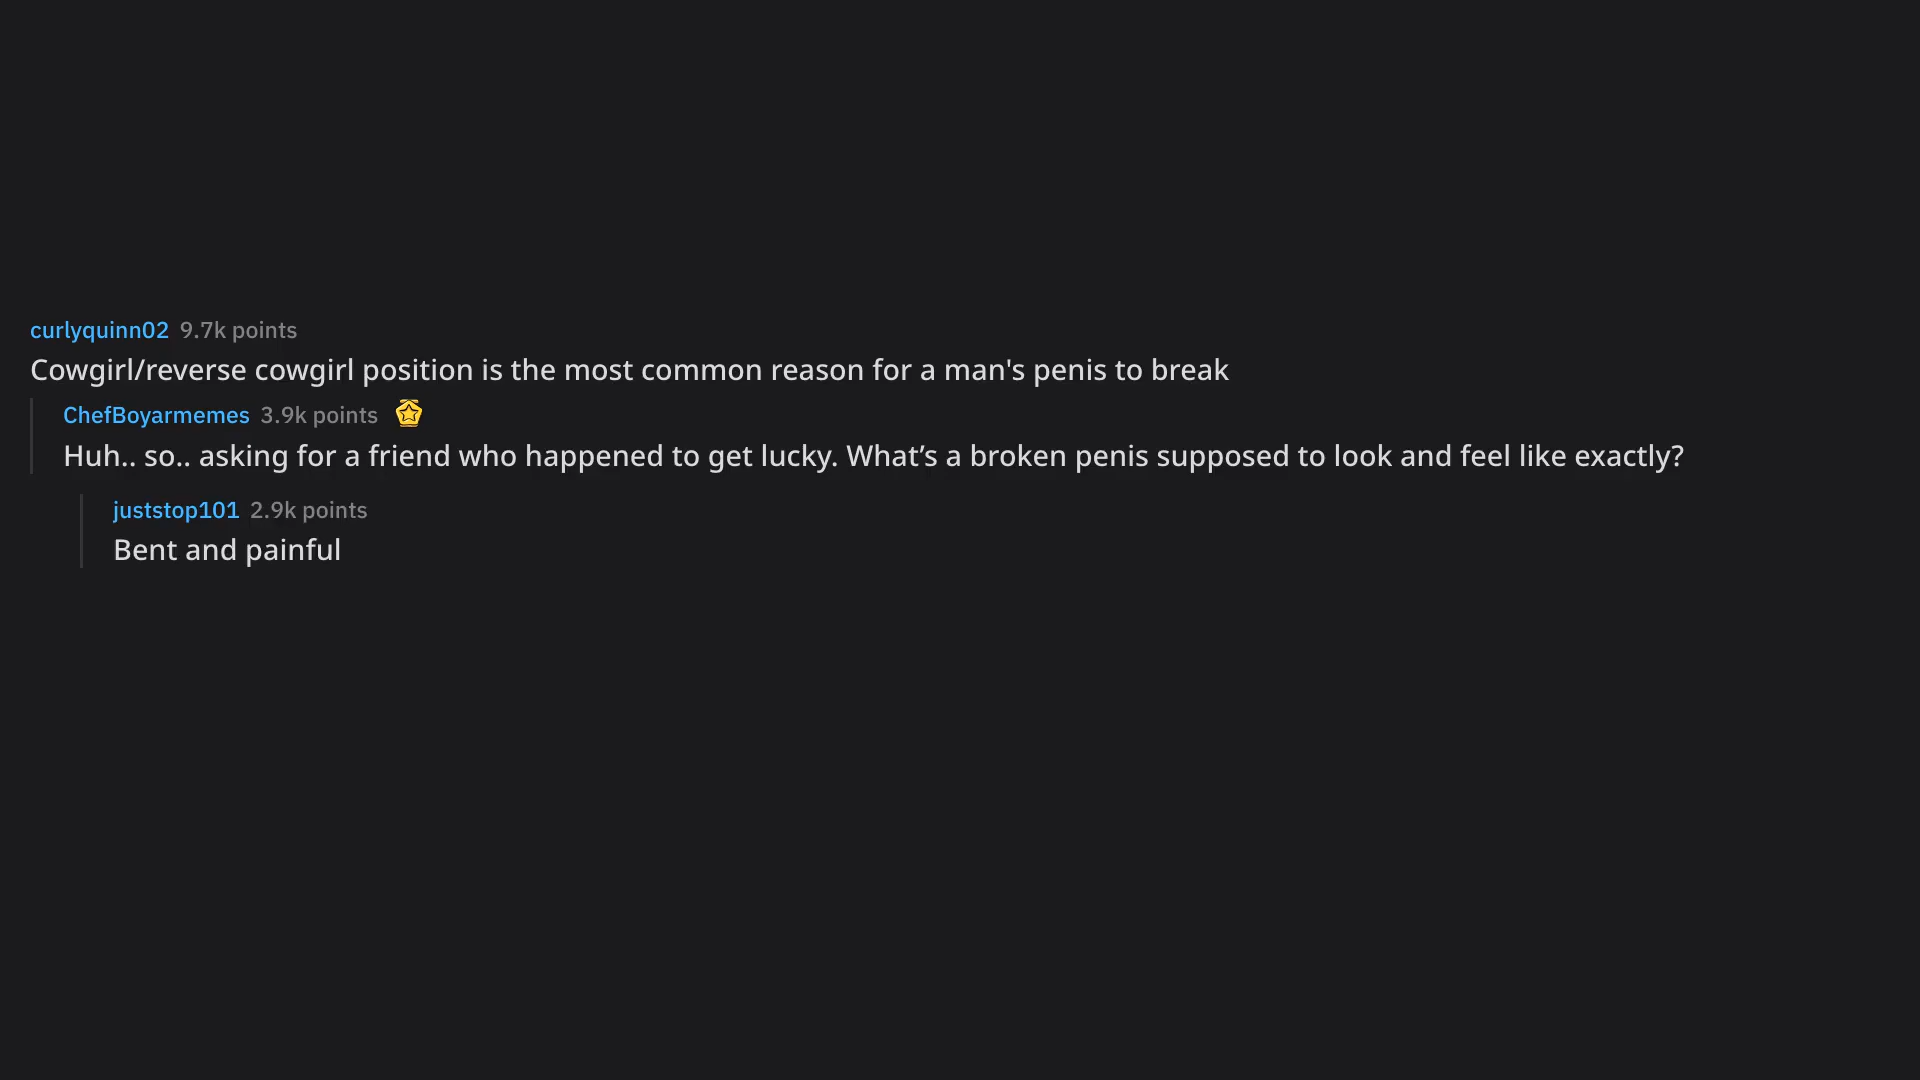 curlyquinn02 9.7k points
Cowgirl/reverse cowgirl position is the most common reason for a man's penis to break
ChefBoyarmemes 3.9k points
Huh.. so.. asking for a friend who happened to get lucky. What’s a broken penis supposed to look and feel like exactly?
juststop101 2.9k points
Bent and painful